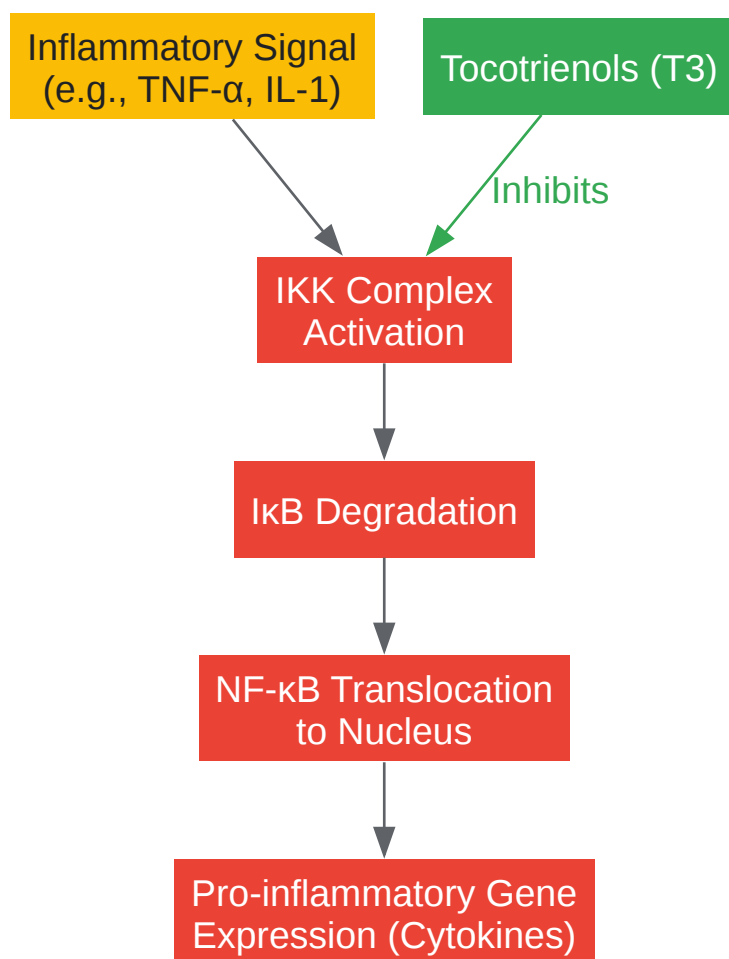 Inflammatory Signal
(e.g., TNF-α, IL-1)
Tocotrienols (T3)
Inhibits
IKK Complex
Activation
IκB Degradation
NF-κB Translocation
to Nucleus
Pro-inflammatory Gene
Expression (Cytokines)